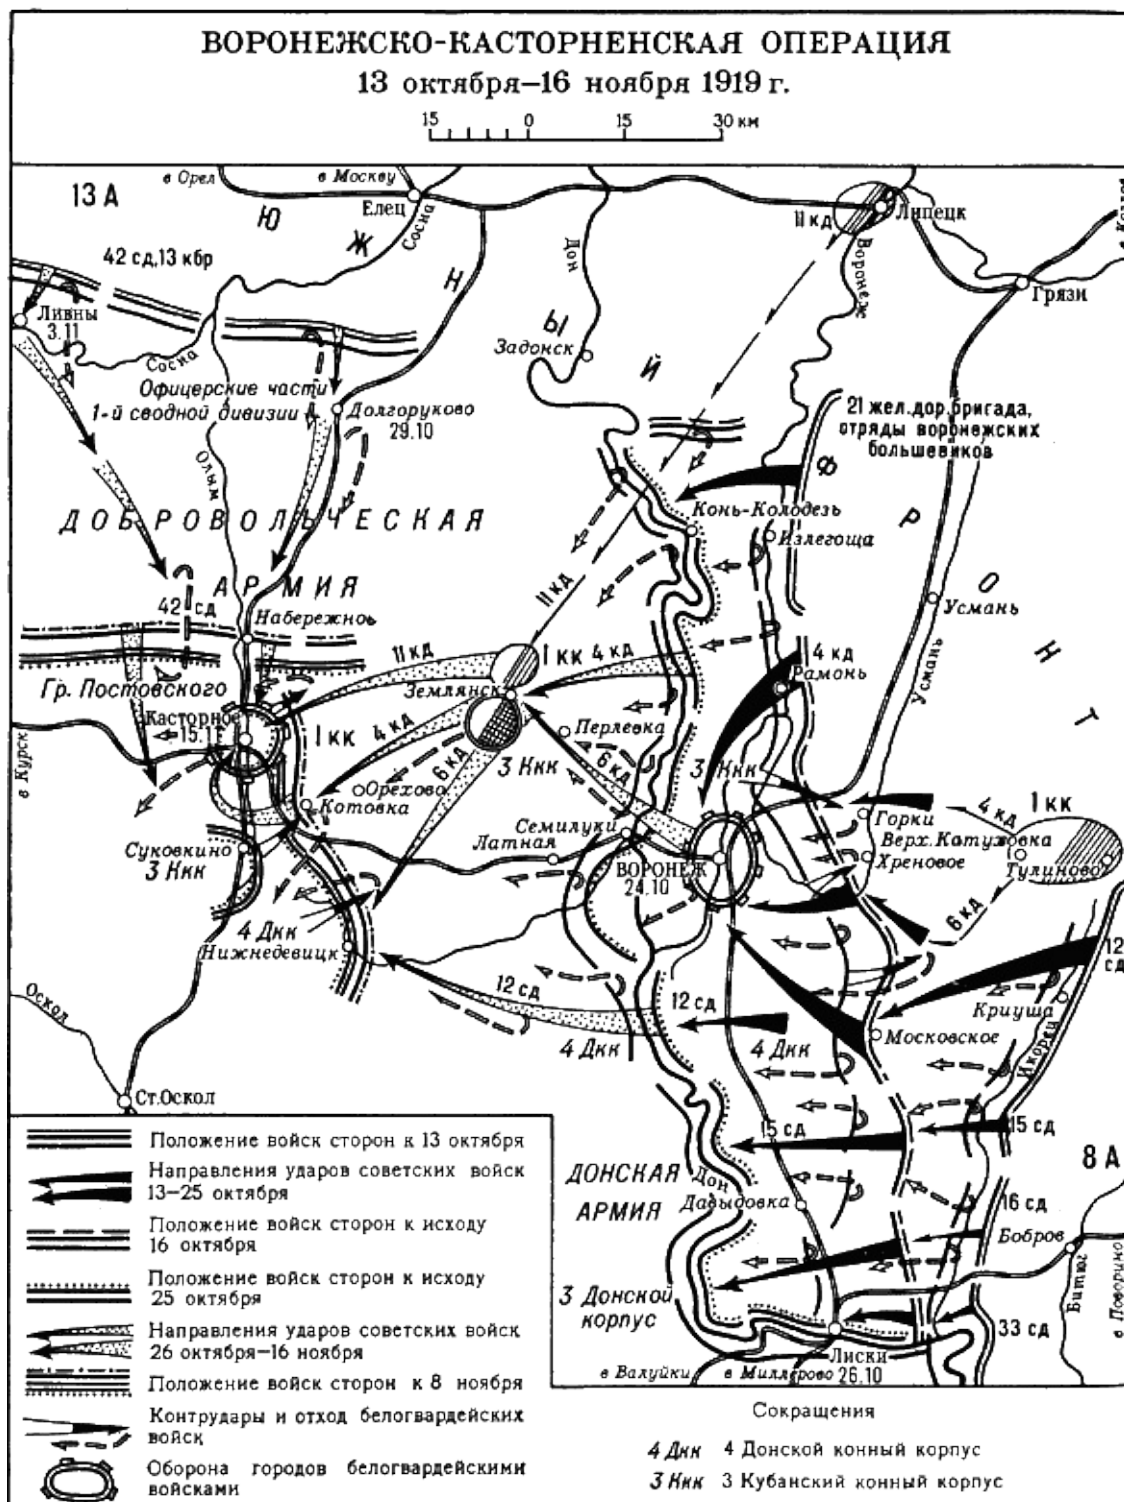 ВОРОНЕЖСКО-КАСТОРНЕНСКАЯ ОПЕРАЦИЯ
13 октября–16 ноября 1919 г.
15 0 15 30 км
13 А
в Орел
в Москву
Елец
Сосна
Ю Ж Н Ы Й Ф Р О Н Т
Дон
11 кд
Липецк
Воронеж
Грязи
42 сд, 13 кбр
Ливны
3.11
Сосна
Задонск
Офицерские части
1-й сводной дивизии
Долгоруково
29.10
21 жел. дор. бригада,
отряды воронежских
большевиков
Олым
ДОБРОВОЛЬЧЕСКАЯ
АРМИЯ
Конь-Колодезь
Излегоща
11 кд
Усмань
Усмань
42 сд
Набережное
11 кд
1 кк
4 кд
4 кд
Рамонь
Гр. Постовского
Землянск
Касторное
15.11
1 кк
4 кд
6 кд
Перлевка
6 кд
3 Ккк
3 Ккк
в Курск
Орехово
Котовка
Горки
4 кд
1 кк
Суковкино
3 Ккк
Семилуки
Латная
ВОРОНЕЖ
24.10
Верх. Катуховка
Хреновое
Тулиново
4 Дкк
Нижнедевицк
6 кд
12 сд
12
сд
Криуша
Икорец
Оскол
12 сд
4 Дкк
4 Дкк
Московское
Ст. Оскол
15 сд
15 сд
8 А
ДОНСКАЯ
АРМИЯ
Дон
Дадыдовка
16 сд
Бобров
Битюг
в Поворино
3 Донской
корпус
33 сд
Лиски
26.10
в Валуйки
в Миллерово
Положение войск сторон к 13 октября
Направления ударов советских войск
13–25 октября
Положение войск сторон к исходу
16 октября
Положение войск сторон к исходу
25 октября
Направления ударов советских войск
26 октября–16 ноября
Положение войск сторон к 8 ноября
Контрудары и отход белогвардейских
войск
Оборона городов белогвардейскими
войсками
Сокращения
4 Дкк 4 Донской конный корпус
3 Ккк 3 Кубанский конный корпус